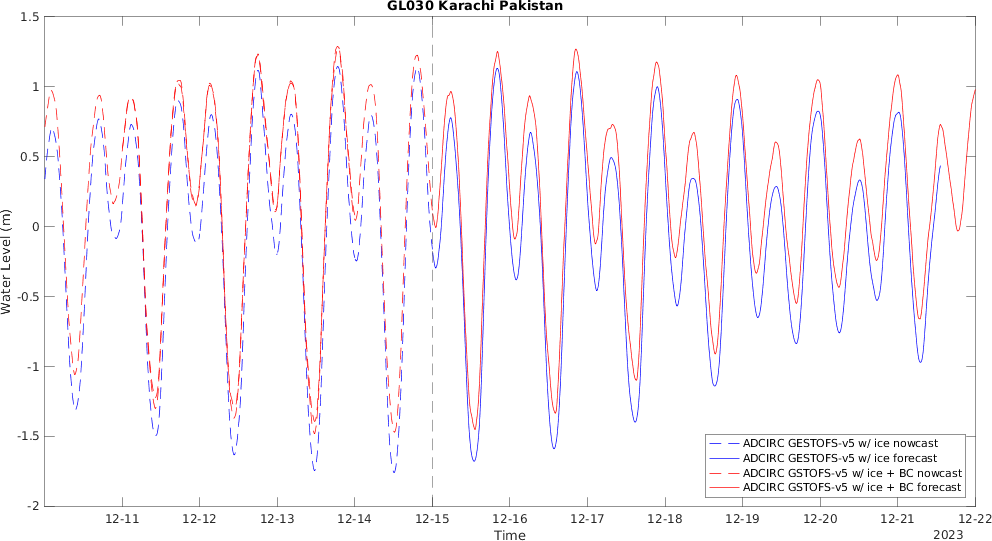 GL030 Karachi Pakistan
1.5
1
0.5
0
-0.5
-1
-1.5
-2
Water Level (m)
12-11 12-12 12-13 12-14 12-15 12-16 12-17 12-18 12-19 12-20 12-21 12-22
Time
2023
ADCIRC GESTOFS-v5 w/ ice nowcast
ADCIRC GESTOFS-v5 w/ ice forecast
ADCIRC GSTOFS-v5 w/ ice + BC nowcast
ADCIRC GSTOFS-v5 w/ ice + BC forecast